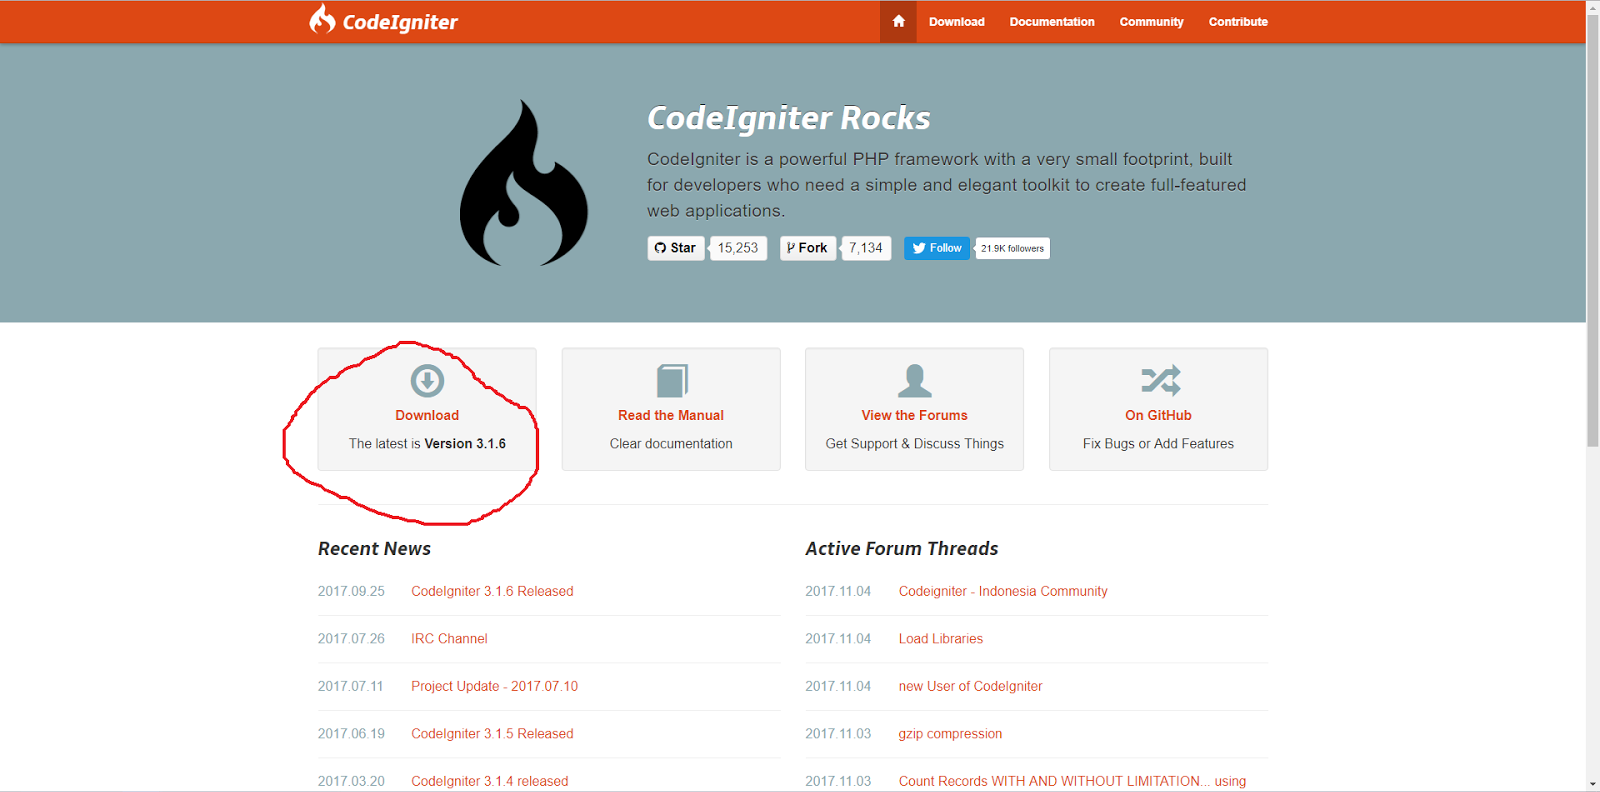 CodeIgniter
Download Documentation Community Contribute
CodeIgniter Rocks
CodeIgniter is a powerful PHP framework with a very small footprint, built
for developers who need a simple and elegant toolkit to create full-featured
web applications.
Star 15,253 Fork 7,134 Follow 21.9K followers
Download
The latest is Version 3.1.6
Read the Manual
Clear documentation
View the Forums
Get Support & Discuss Things
On GitHub
Fix Bugs or Add Features
Recent News
2017.09.25 CodeIgniter 3.1.6 Released
2017.07.26 IRC Channel
2017.07.11 Project Update - 2017.07.10
2017.06.19 CodeIgniter 3.1.5 Released
2017.03.20 CodeIgniter 3.1.4 released
Active Forum Threads
2017.11.04 Codeigniter - Indonesia Community
2017.11.04 Load Libraries
2017.11.04 new User of CodeIgniter
2017.11.03 gzip compression
2017.11.03 Count Records WITH AND WITHOUT LIMITATION... using